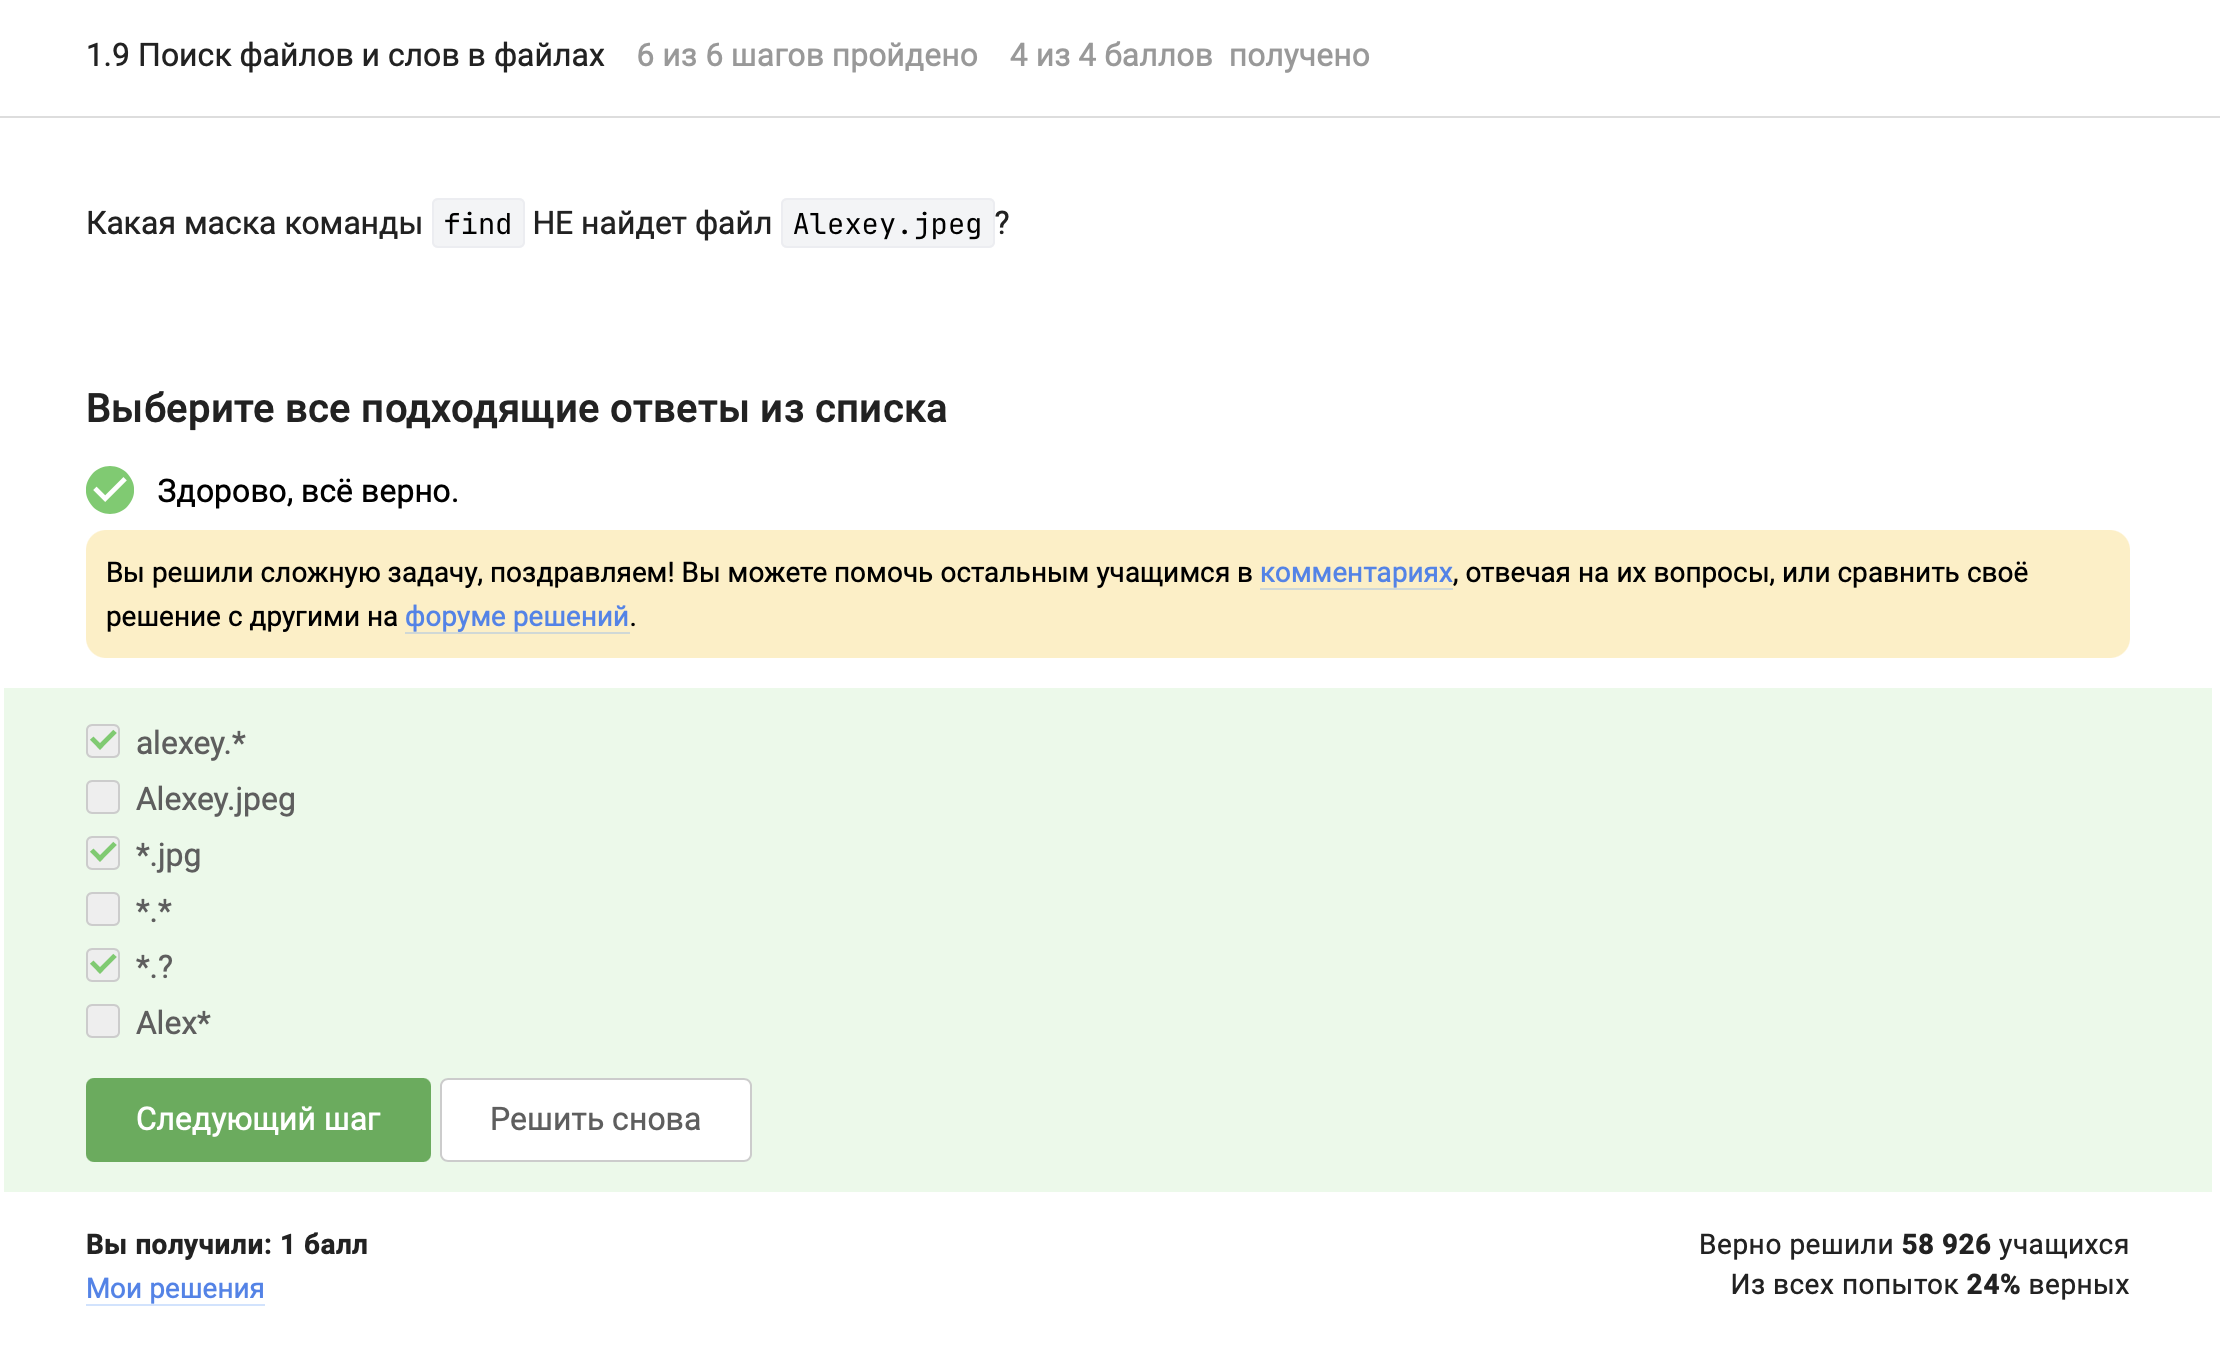 1.9 Поиск файлов и слов в файлах 6 из 6 шагов пройдено 4 из 4 баллов получено
Какая маска команды find НЕ найдет файл Alexey.jpeg?
Выберите все подходящие ответы из списка
Здорово, всё верно.
Вы решили сложную задачу, поздравляем! Вы можете помочь остальным учащимся в комментариях, отвечая на их вопросы, или сравнить своё
решение с другими на форуме решений.
alexey.*
Alexey.jpeg
*.jpg
*.*
*.?
Alex*
Следующий шаг Решить снова
Вы получили: 1 балл
Мои решения
Верно решили 58 926 учащихся
Из всех попыток 24% верных